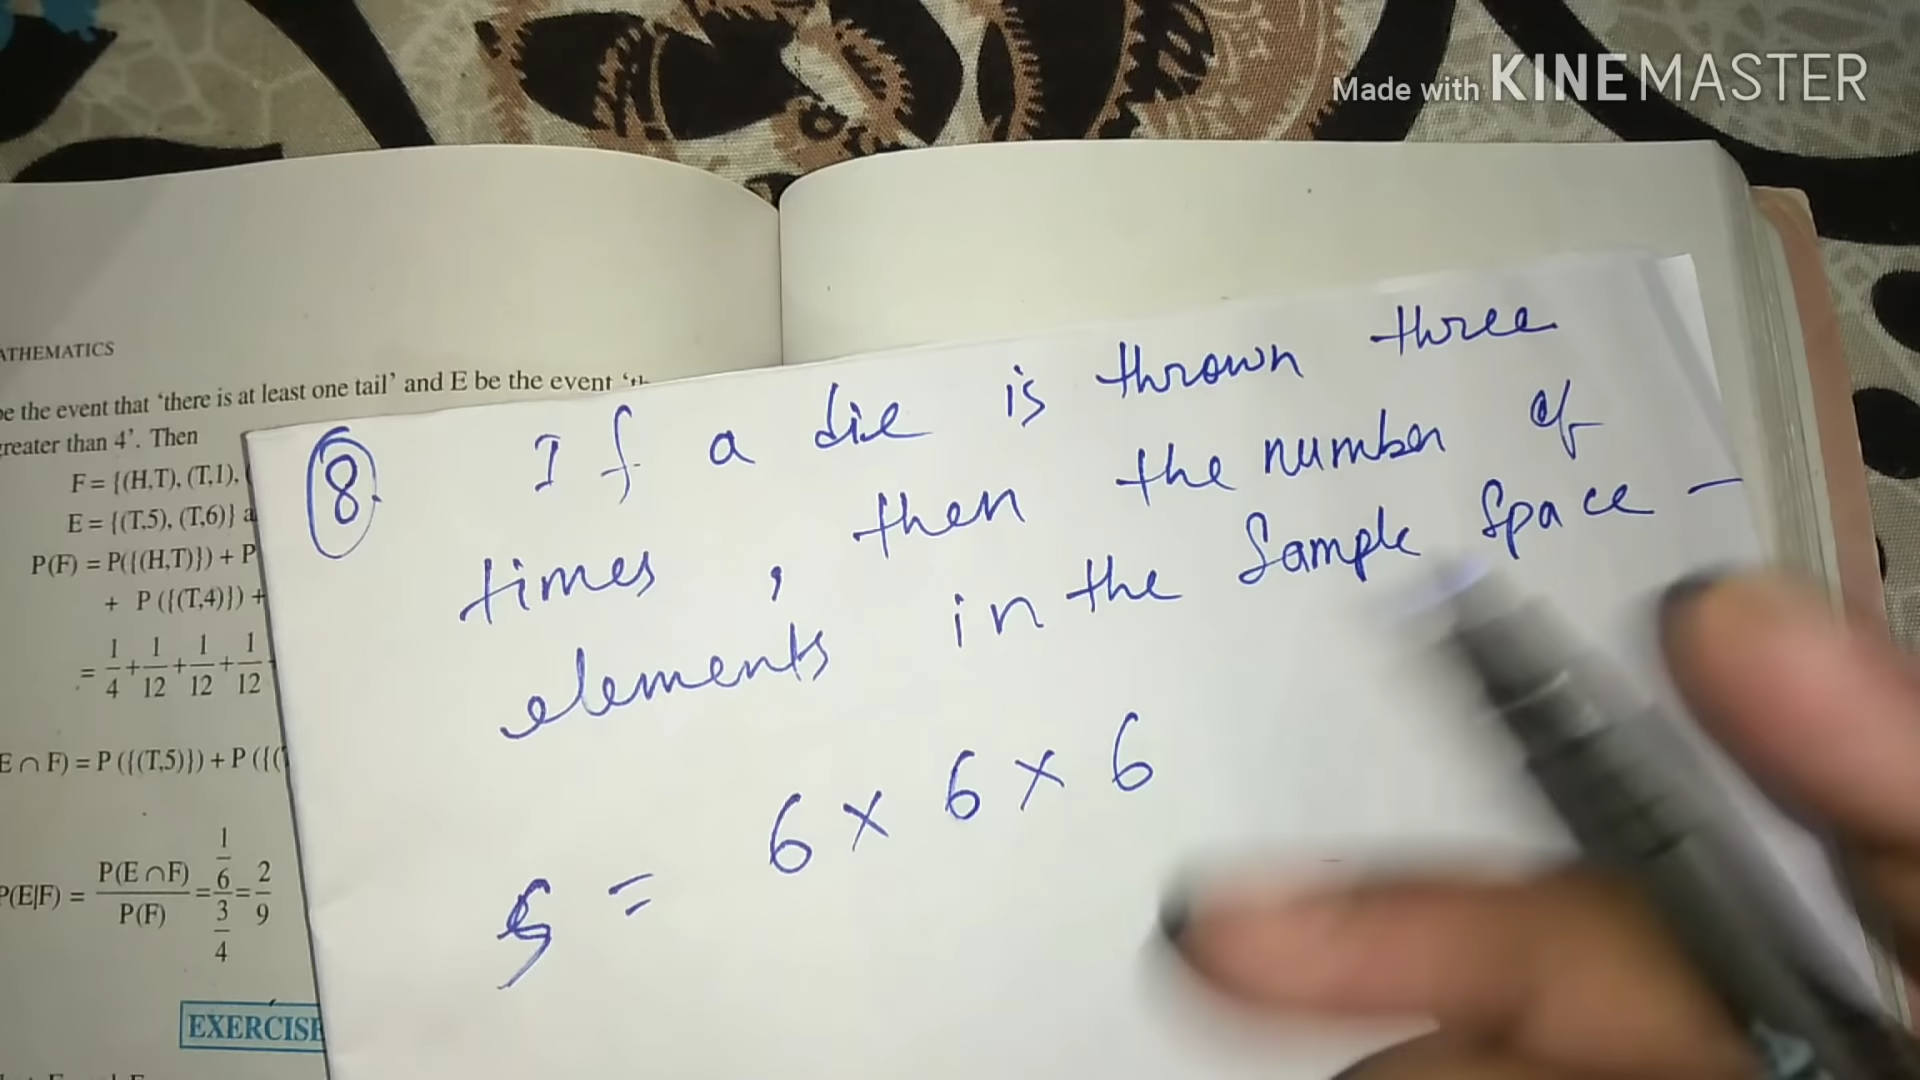 Made with KINEMASTER
ATHEMATICS
be the event that ‘there is at least one tail’ and E be the event
greater than 4’. Then
F = {(H,T), (T,1),
E = {(T,5), (T,6)}
P(F) = P({(H,T)}) + P
+ P ({(T,4)}) +
= 1/4 + 1/12 + 1/12 + 1/12
E ∩ F) = P ({(T,5)}) + P ({(
P(E|F) = P(E ∩ F)/P(F) = 1/6 / 3/4 = 2/9
EXERCISE
8. If a die is thrown three
times, then the number of
elements in the Sample Space —
S = 6 × 6 × 6